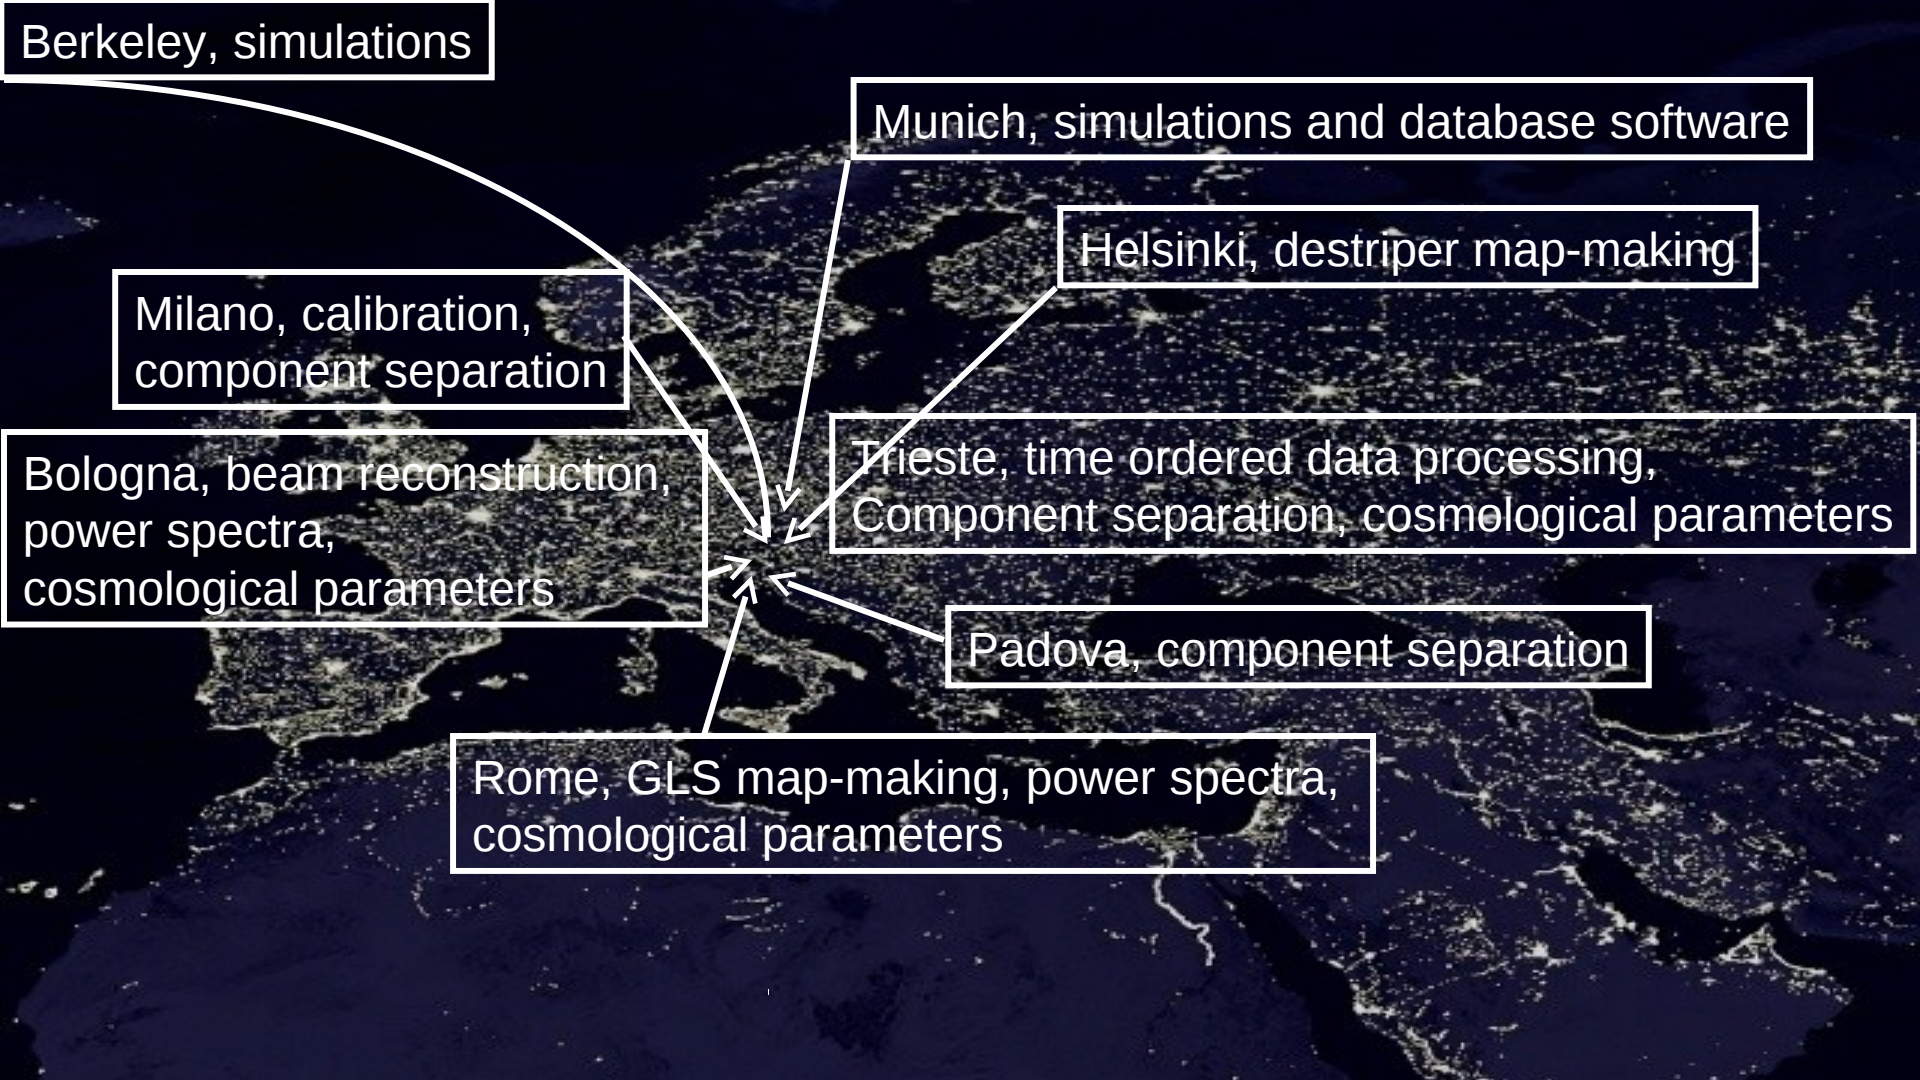 Berkeley, simulations
Munich, simulations and database software
Helsinki, destriper map-making
Milano, calibration,
component separation
Trieste, time ordered data processing,
Component separation, cosmological parameters
Bologna, beam reconstruction,
power spectra,
cosmological parameters
Padova, component separation
Rome, GLS map-making, power spectra,
cosmological parameters